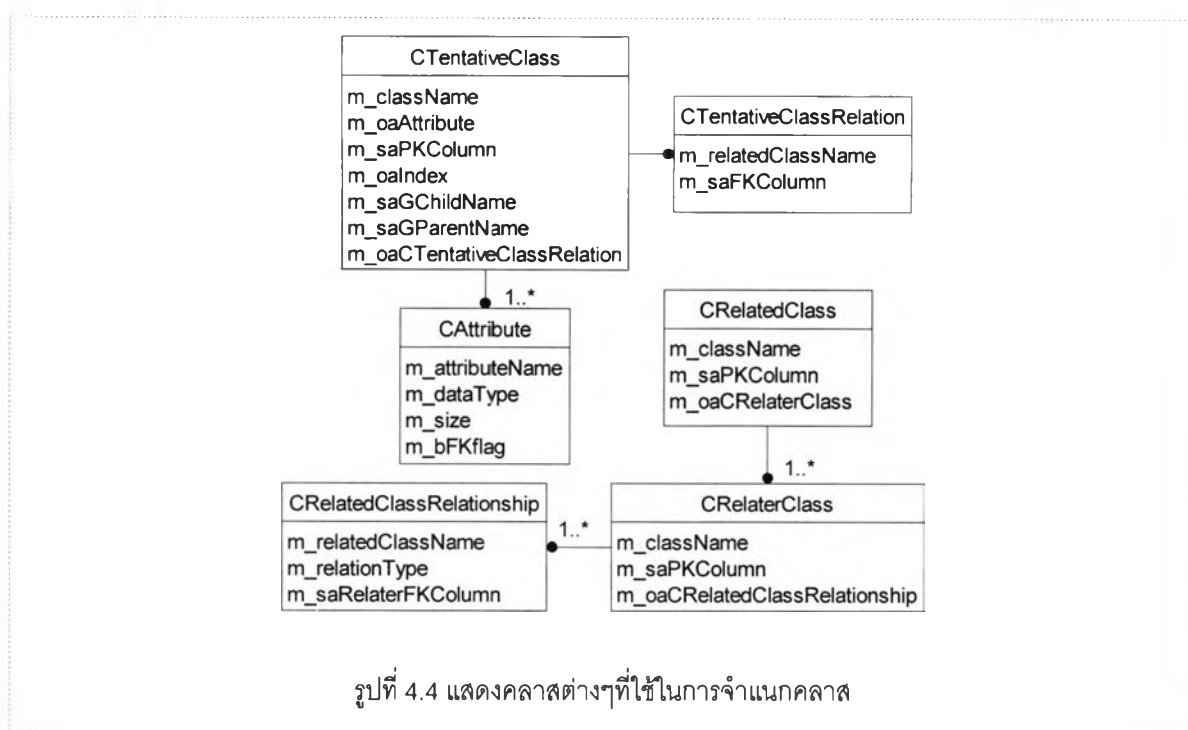 CTentativeClass
m_className
m_oaAttribute
m_saPKColumn
m_oaIndex
m_saGChildName
m_saGParentName
m_oaCTentativeClassRelation
CTentativeClassRelation
m_relatedClassName
m_saFKColumn
1..*
CAttribute
m_attributeName
m_dataType
m_size
m_bFKflag
CRelatedClass
m_className
m_saPKColumn
m_oaCRelaterClass
1..*
CRelatedClassRelationship
m_relatedClassName
m_relationType
m_saRelaterFKColumn
1..*
CRelaterClass
m_className
m_saPKColumn
m_oaCRelatedClassRelationship
รูปที่ 4.4 แสดงคลาสต่างๆที่ใช้ในการจำแนกคลาส